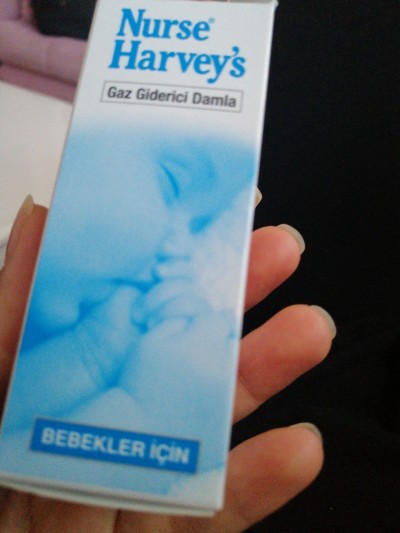 Nurse®
Harvey's
Gaz Giderici Damla
BEBEKLER İÇİN